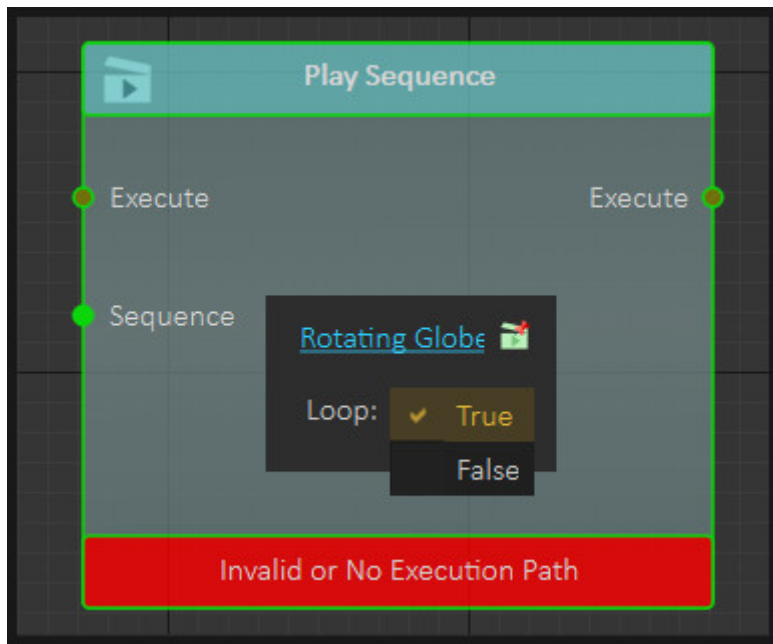 Play Sequence
Execute Execute
Sequence
Rotating Globe
Loop: True
False
Invalid or No Execution Path